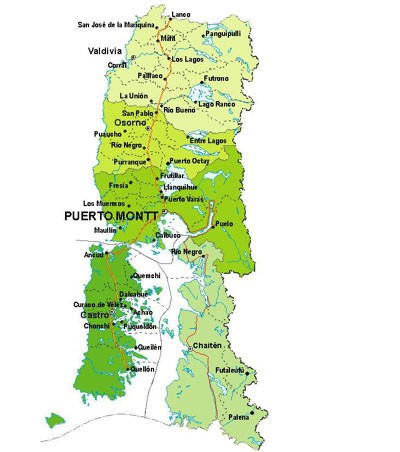 Lanco
San José de la Mariquina
Panguipulli
Máfil
Valdivia
Los Lagos
Corral
Paillaco
Futrono
La Unión
Lago Ranco
Río Bueno
San Pablo
Osorno
Puaucho
Entre Lagos
Río Negro
Purranque
Puerto Octay
Frutillar
Fresia
Llanquihue
Puerto Varas
Los Muermos
PUERTO MONTT
Puelo
Maullín
Calbuco
Ancud
Río Negro
Quemchi
Dalcahue
Curaco de Vélez
Achao
Castro
Chonchi
Puqueldón
Queilén
Chaitén
Quellón
Futaleufú
Palena